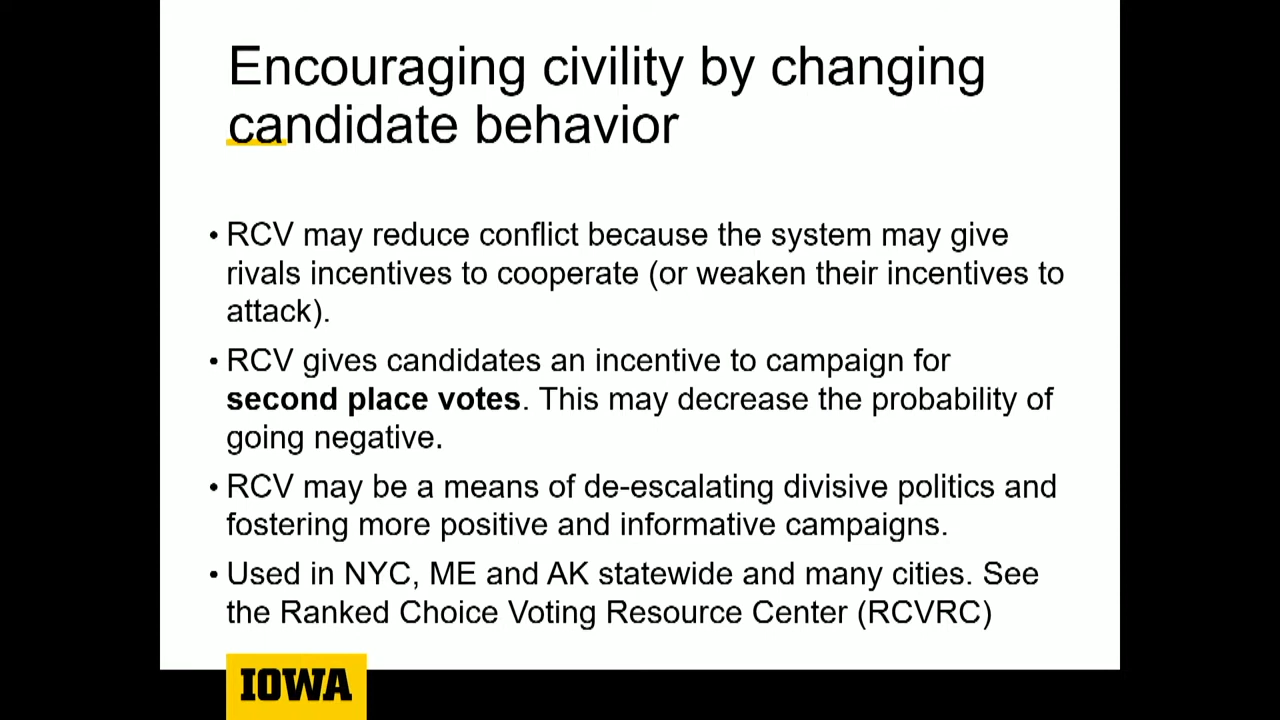 Encouraging civility by changing
candidate behavior
• RCV may reduce conflict because the system may give
rivals incentives to cooperate (or weaken their incentives to
attack).
• RCV gives candidates an incentive to campaign for
second place votes. This may decrease the probability of
going negative.
• RCV may be a means of de-escalating divisive politics and
fostering more positive and informative campaigns.
• Used in NYC, ME and AK statewide and many cities. See
the Ranked Choice Voting Resource Center (RCVRC)
IOWA